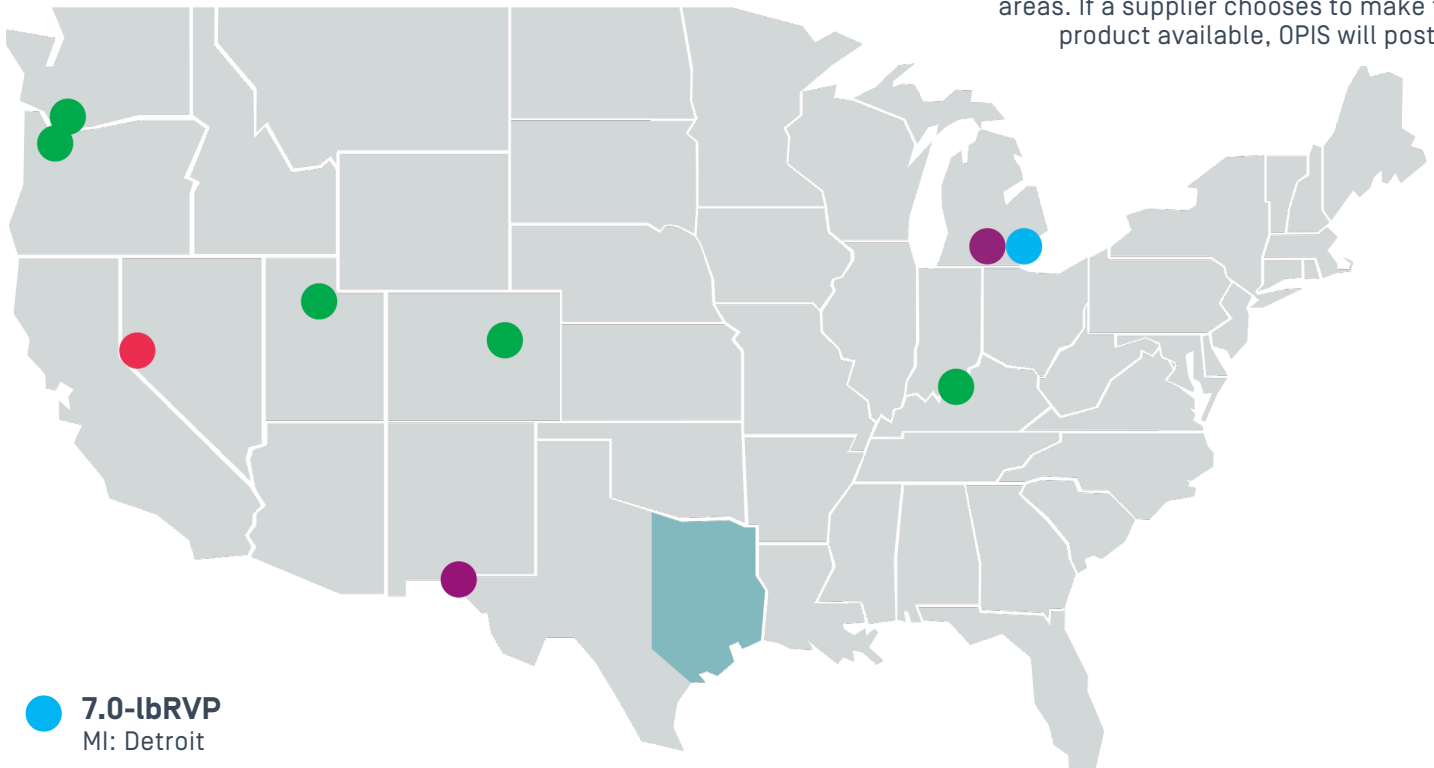 areas. If a supplier chooses to make
product available, OPIS will post
7.0-lbRVP
MI: Detroit